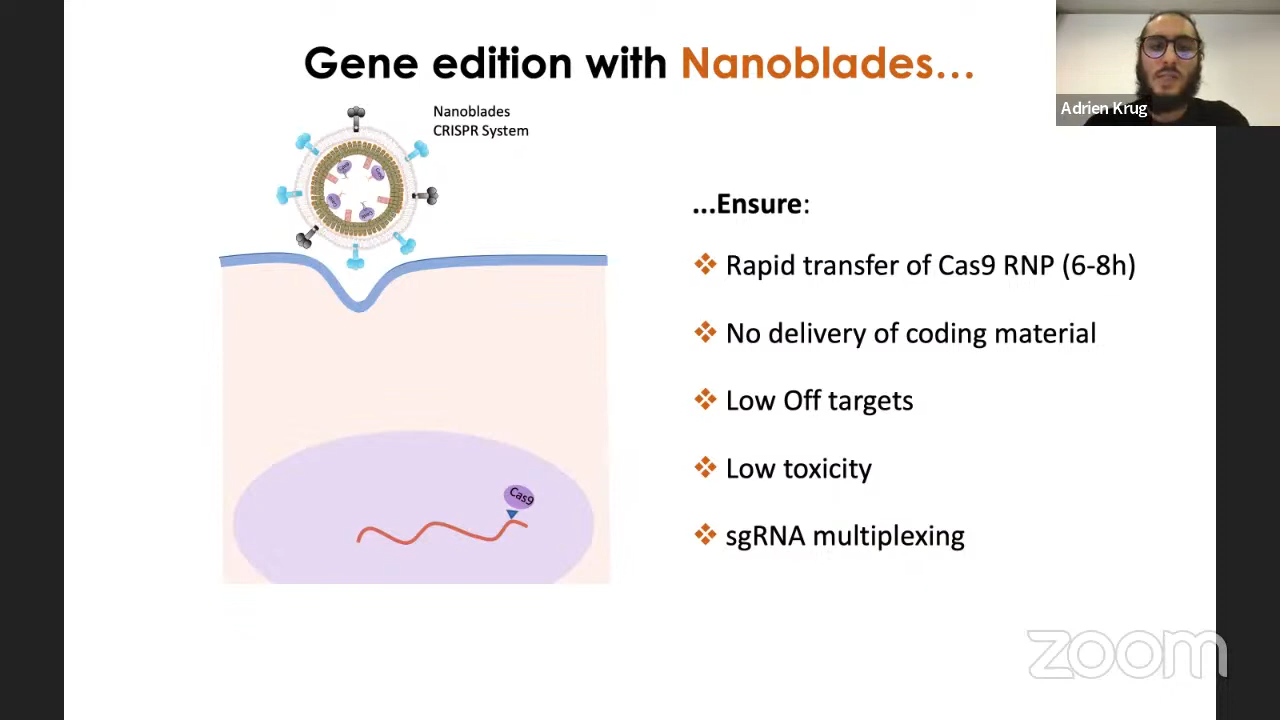 Gene edition with Nanoblades...
Adrien Krug
Nanoblades
CRISPR System
...Ensure:
Rapid transfer of Cas9 RNP (6-8h)
No delivery of coding material
Low Off targets
Low toxicity
sgRNA multiplexing
Cas9
zoom